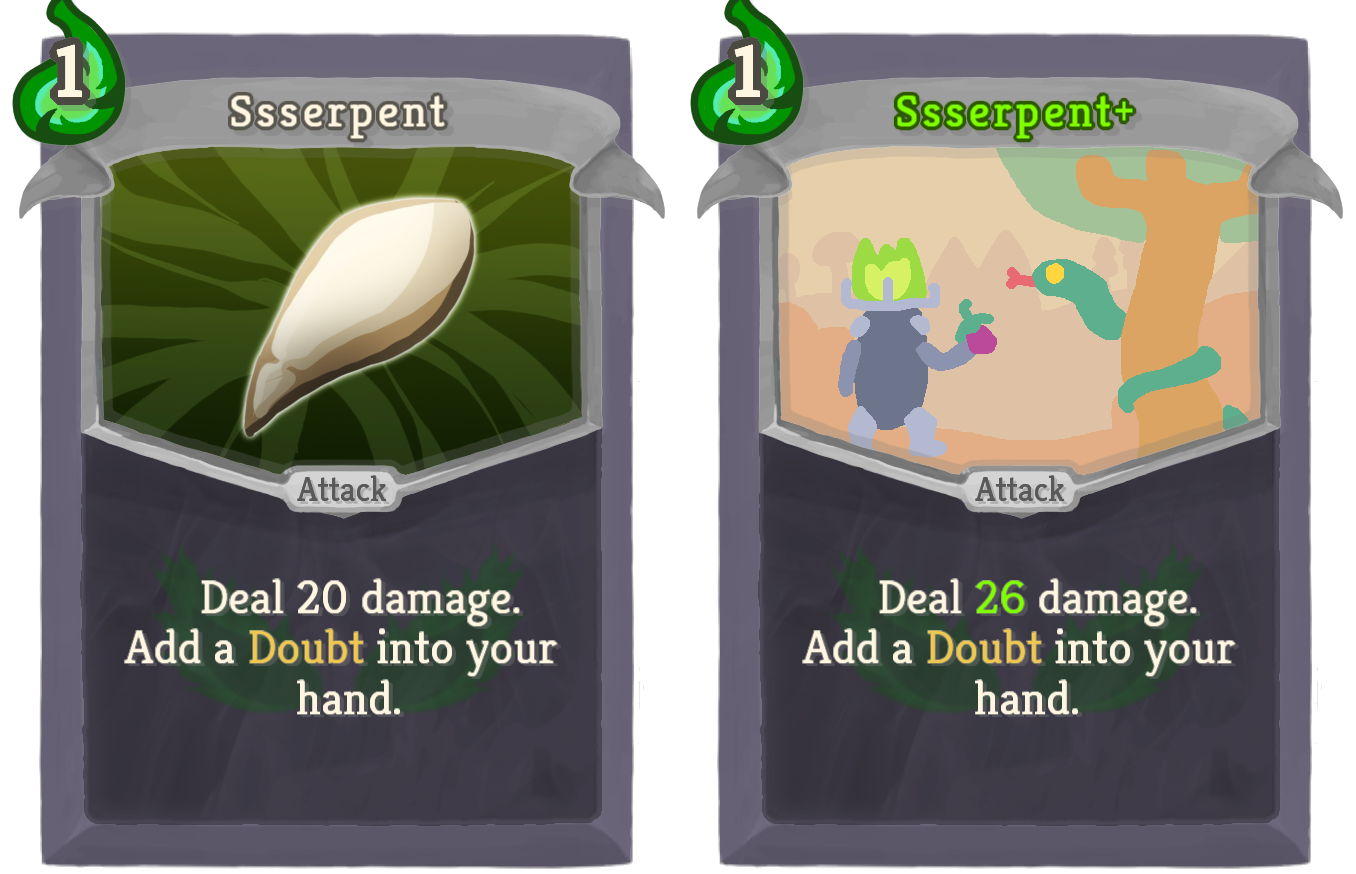 1
Ssserpent
Attack
Deal 20 damage.
Add a Doubt into your
hand.
1
Ssserpent+
Attack
Deal 26 damage.
Add a Doubt into your
hand.